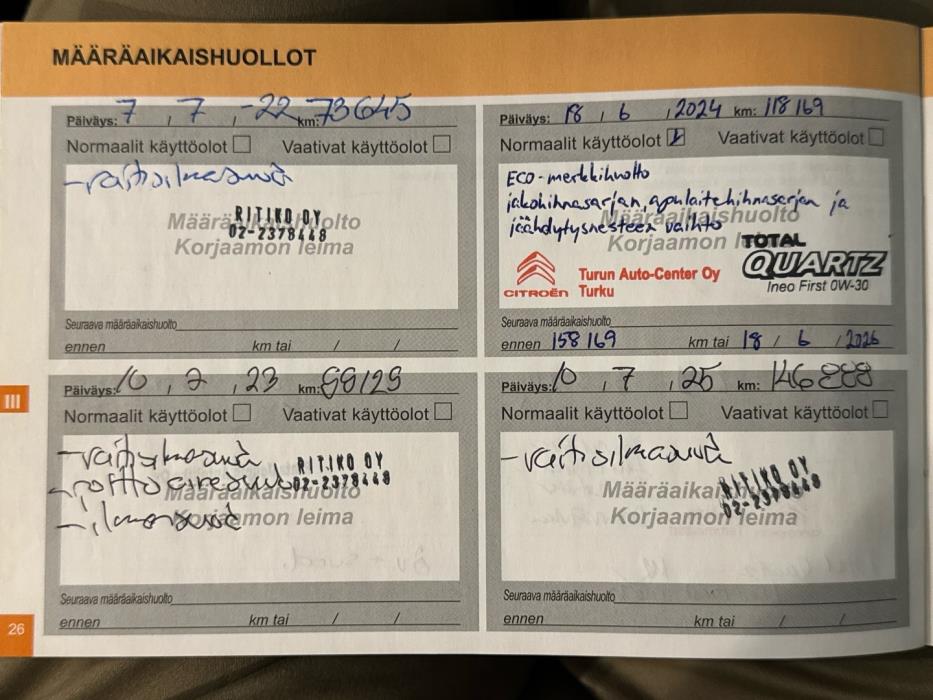 MÄÄRÄAIKAISHUOLLOT
Päiväys: 7 , 7 , -22 km: 73645
Normaalit käyttöolot Vaativat käyttöolot
-raitisilmasuod
Määräaikaishuolto
RITIKO OY
02-2378448
Korjaamon leima
Seuraava määräaikaishuolto
ennen km tai / /
Päiväys: 18 , 6 , 2024 km: 118169
Normaalit käyttöolot Vaativat käyttöolot
ECO-merkkihuolto
jakohihnasarjan, apulaitehihnasarjan ja
jäähdytysnesteen vaihto
Määräaikaishuolto
Korjaamon l
CITROËN
Turun Auto-Center Oy
Turku
TOTAL
QUARTZ
Ineo First 0W-30
Seuraava määräaikaishuolto
ennen 158169 km tai 18 / 6 / 2026
III
Päiväys: 10 , 2 , 23 km:
Normaalit käyttöolot Vaativat käyttöolot
Määräaikaishuolto
RITIKO OY
02-2378448
Korjaamon leima
Seuraava määräaikaishuolto
ennen km tai / /
Päiväys: 10 , 7 , 25 km: 146888
Normaalit käyttöolot Vaativat käyttöolot
Määräaikai
RITIKO OY
02-2378448
Korjaamon leima
Seuraava määräaikaishuolto
ennen km tai / /
26